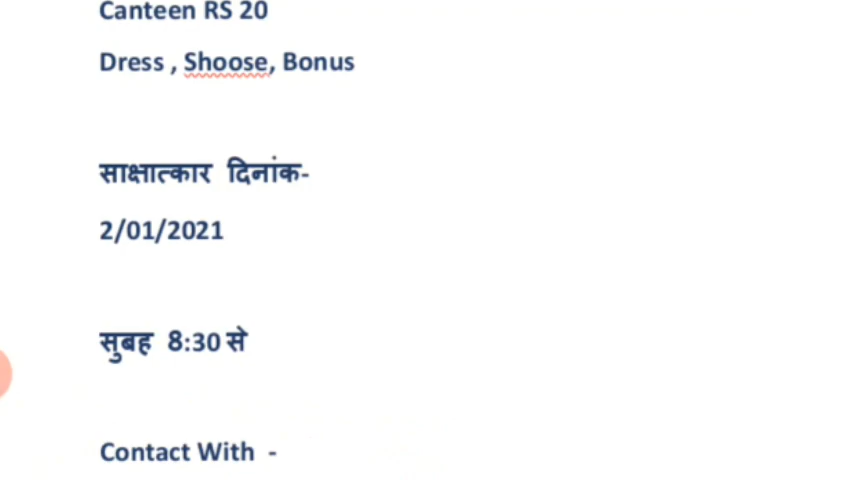 Canteen RS 20
Dress , Shoose, Bonus
साक्षात्कार दिनांक-
2/01/2021
सुबह 8:30 से
Contact With -